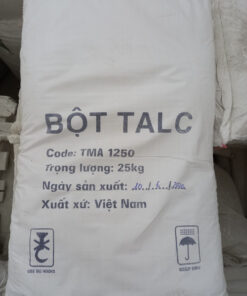 BỘT TALC
Code: TMA 1250
Trọng lượng: 25kg
Ngày sản xuất:
Xuất xứ: Việt Nam